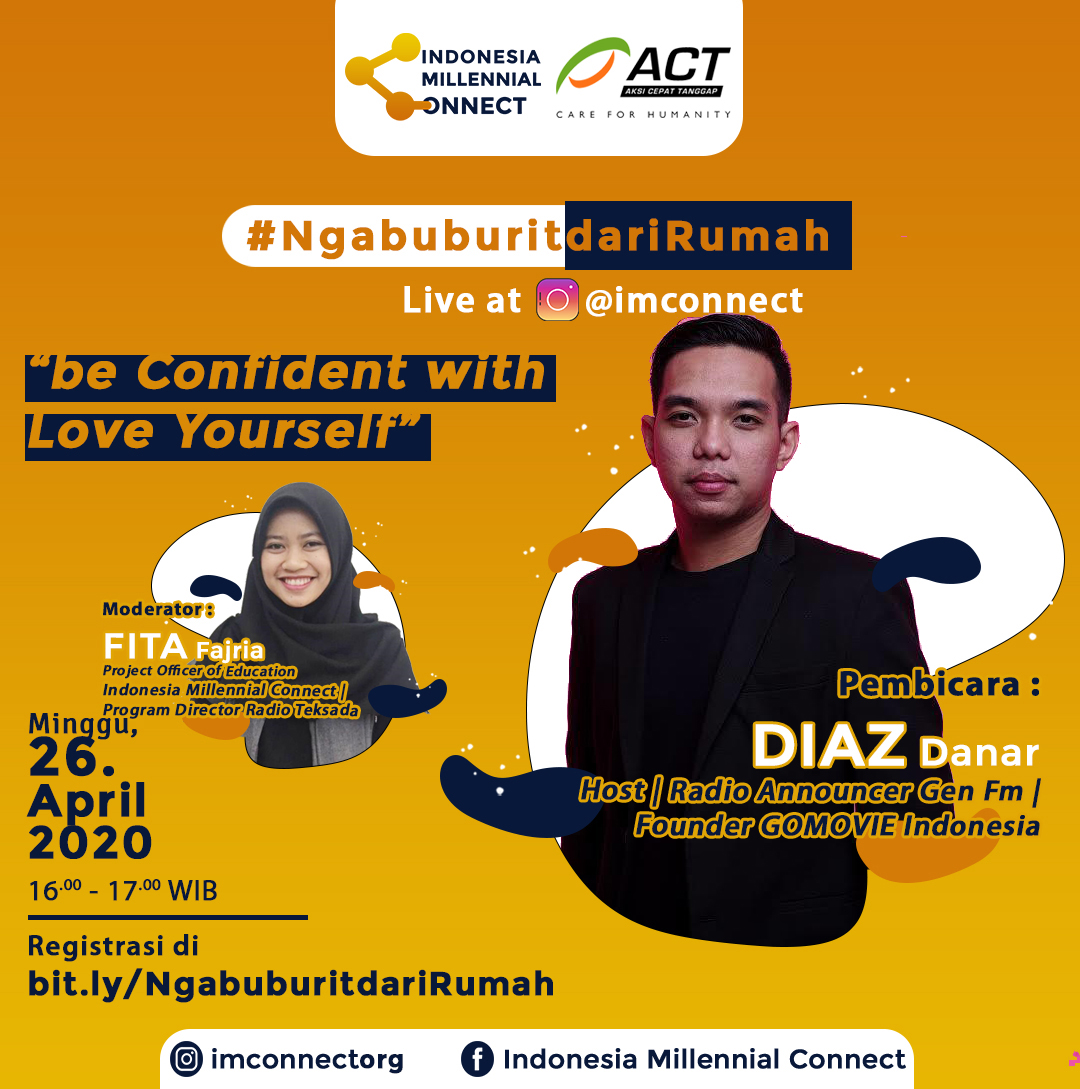 INDONESIA
MILLENNIAL
CONNECT
ACT
AKSI CEPAT TANGGAP
CARE FOR HUMANITY
#NgabuburitdariRumah
Live at @imconnect
“be Confident with
Love Yourself”
Moderator :
FITA Fajria
Project Officer of Education
Indonesia Millennial Connect |
Program Director Radio Teksada
Minggu,
26.
April
2020
16.00 - 17.00 WIB
Registrasi di
bit.ly/NgabuburitdariRumah
Pembicara :
DIAZ Danar
Host | Radio Announcer Gen Fm |
Founder GOMOVIE Indonesia
imconnectorg
Indonesia Millennial Connect